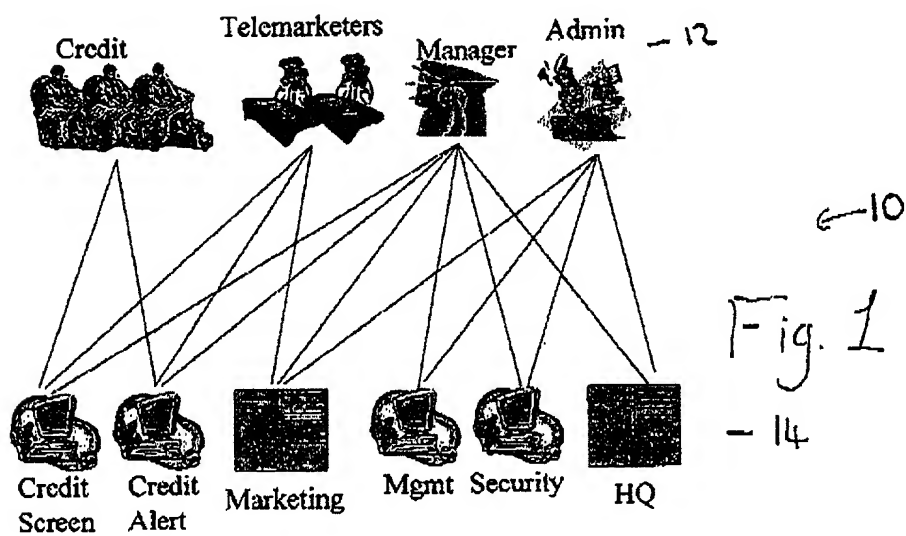 Credit
Telemarketers
Manager
Admin
- 12
10
Fig. 1
- 14
Credit Screen
Credit Alert
Marketing
Mgmt
Security
HQ